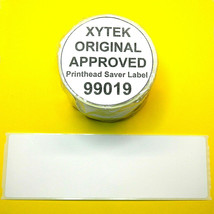 XYTEK
ORIGINAL
APPROVED
Printhead Saver Label
99019